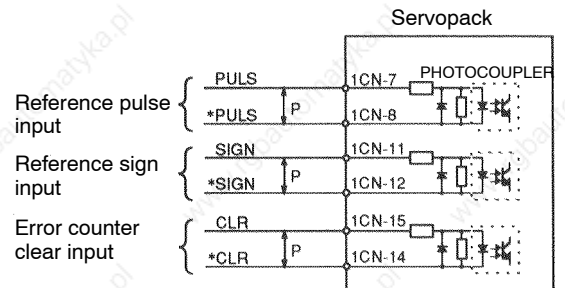 Servopack
PHOTOCOUPLER
Reference pulse
input
PULS
1CN-7
*PULS
P
1CN-8
Reference sign
input
SIGN
1CN-11
*SIGN
P
1CN-12
Error counter
clear input
CLR
1CN-15
*CLR
P
1CN-14